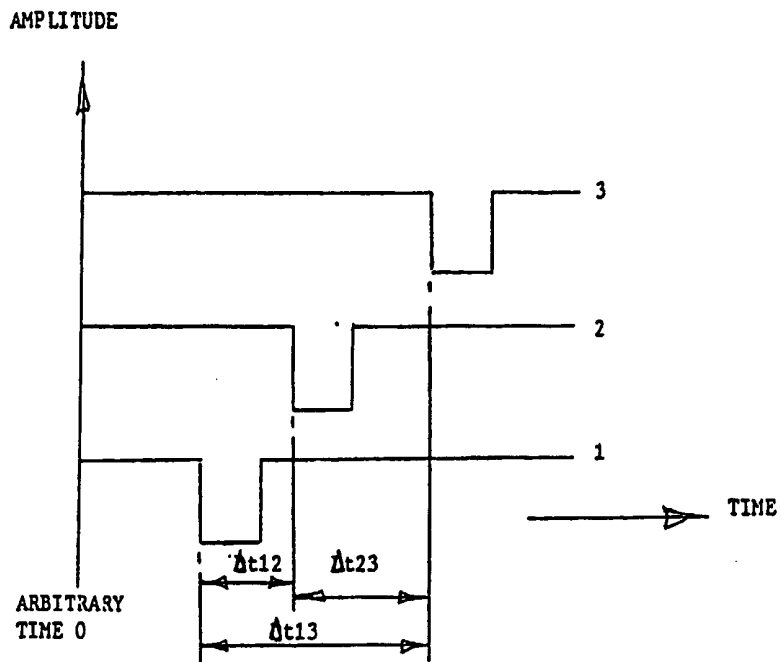 AMPLITUDE
3
2
1
TIME
Δt12
Δt23
ARBITRARY
TIME 0
Δt13